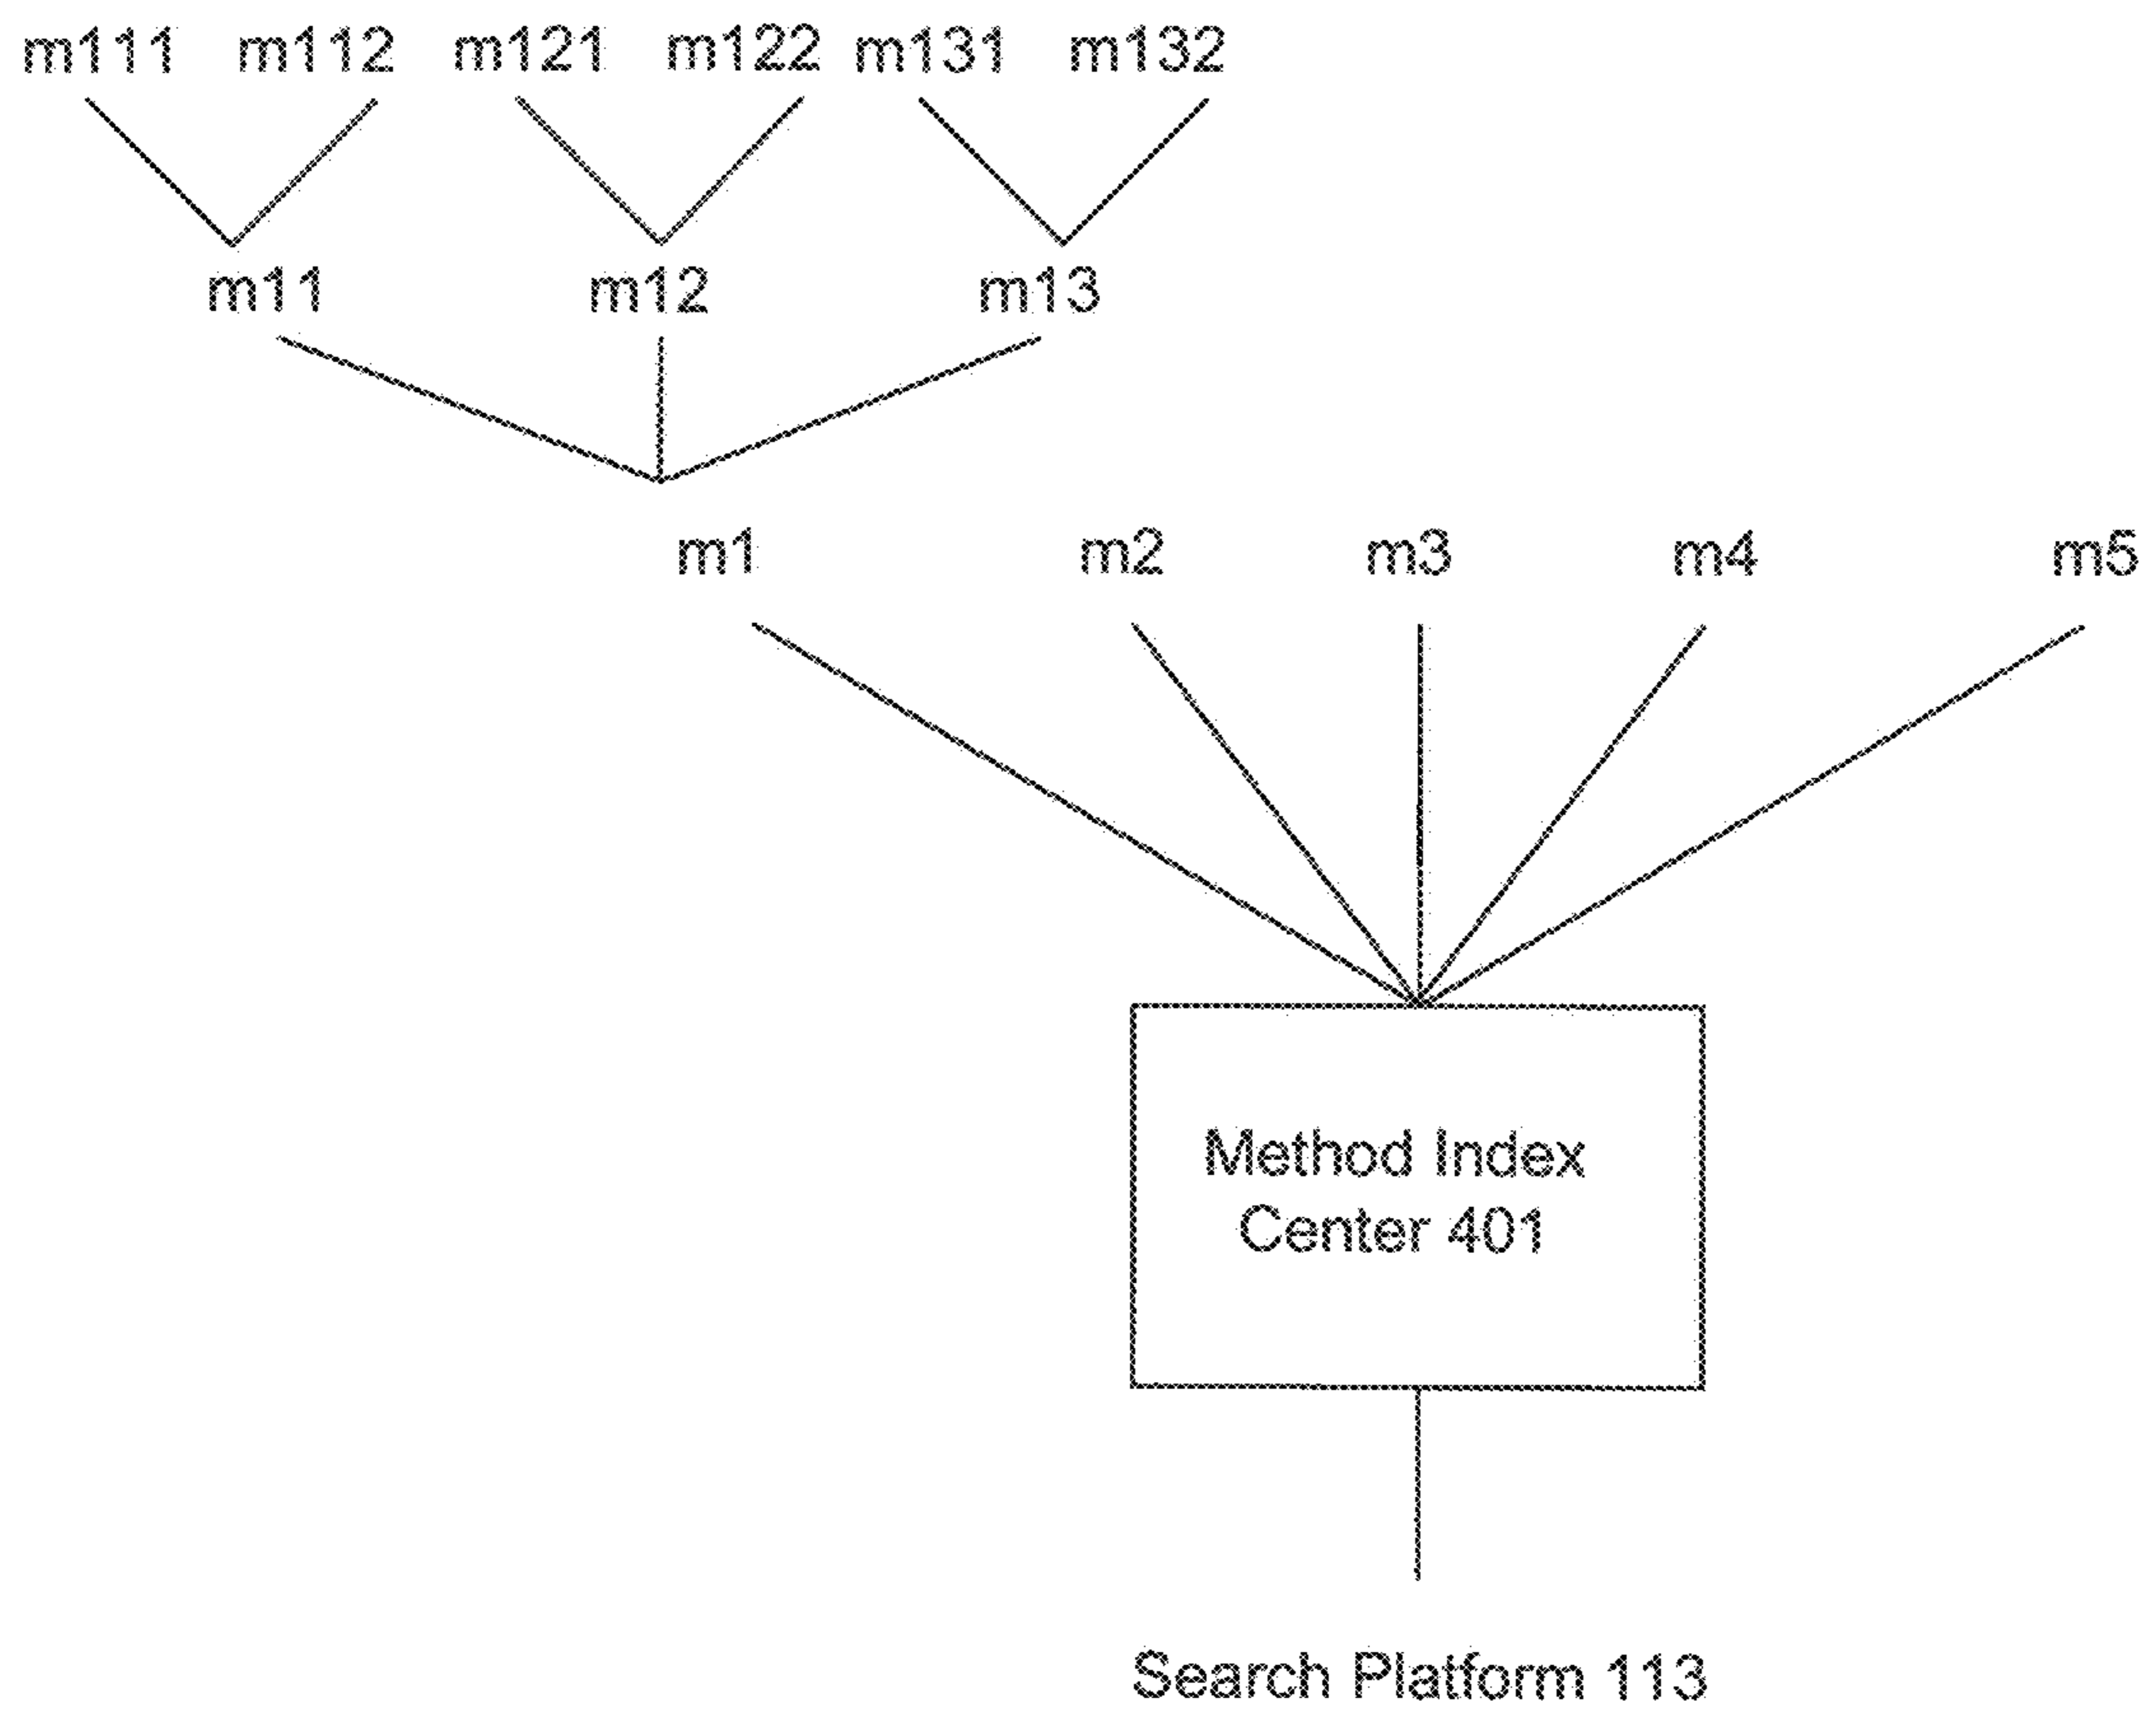 m111 m112 m121 m122 m131 m132
m11 m12 m13
m1 m2 m3 m4 m5
Method Index
Center 401
Search Platform 113